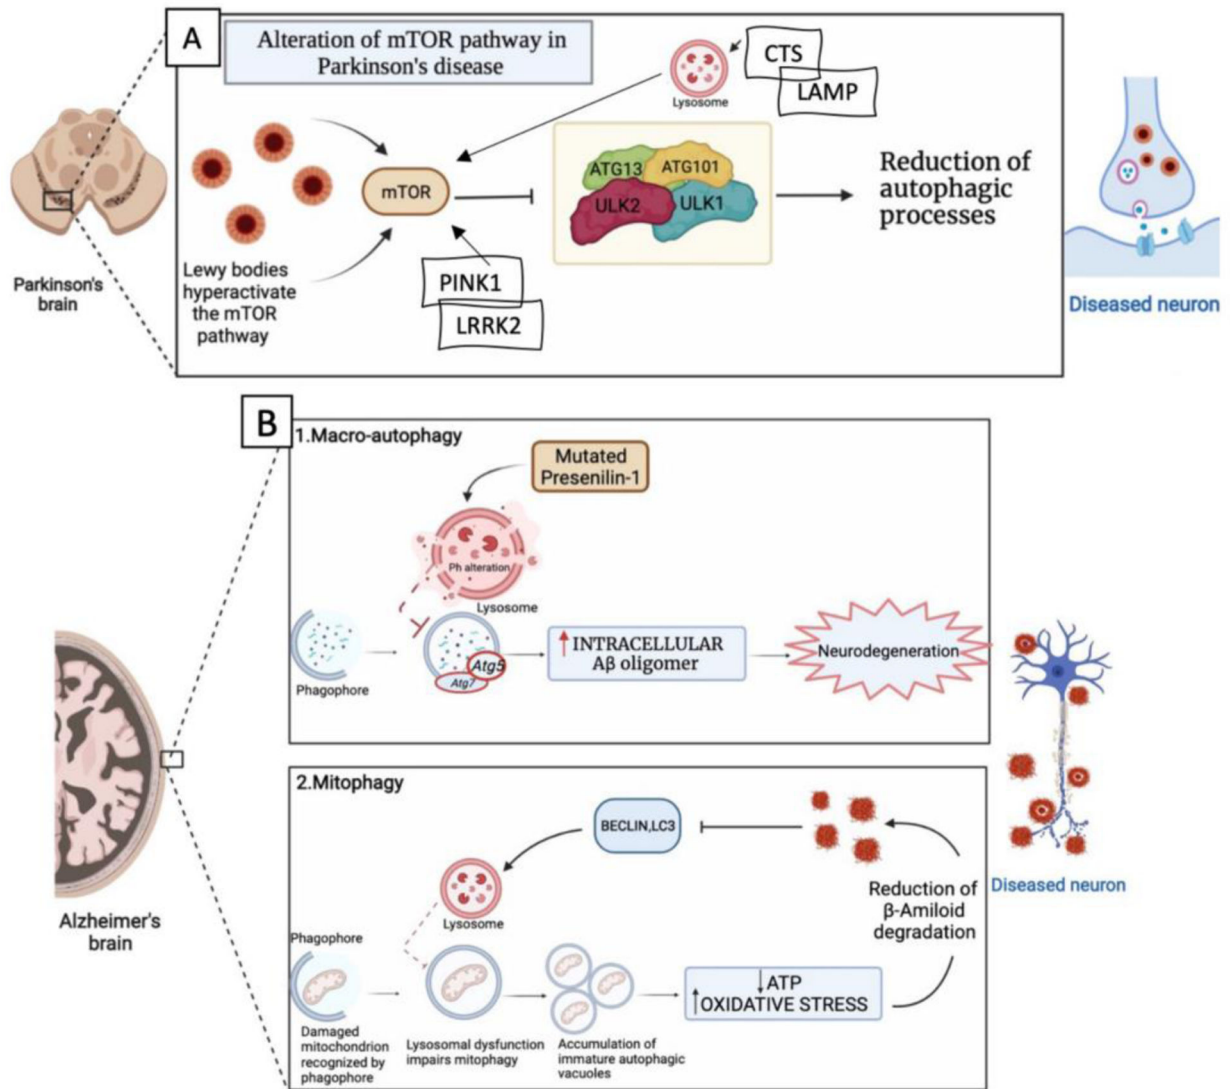 A
Alteration of mTOR pathway in
Parkinson's disease
CTS
LAMP
Lysosome
mTOR
ATG13
ATG101
ULK2
ULK1
Reduction of
autophagic
processes
PINK1
LRRK2
Lewy bodies
hyperactivate
the mTOR
pathway
Parkinson's
brain
Diseased neuron
B
1.Macro-autophagy
Mutated
Presenilin-1
Ph alteration
Lysosome
Phagophore
Atg5
Atg7
INTRACELLULAR
Aβ oligomer
Neurodegeneration
2.Mitophagy
BECLIN,LC3
Lysosome
Reduction of
β-Amiloid
degradation
Diseased neuron
Alzheimer's
brain
Phagophore
ATP
OXIDATIVE STRESS
Damaged
mitochondrion
recognized by
phagophore
Lysosomal dysfunction
impairs mitophagy
Accumulation of
immature autophagic
vacuoles